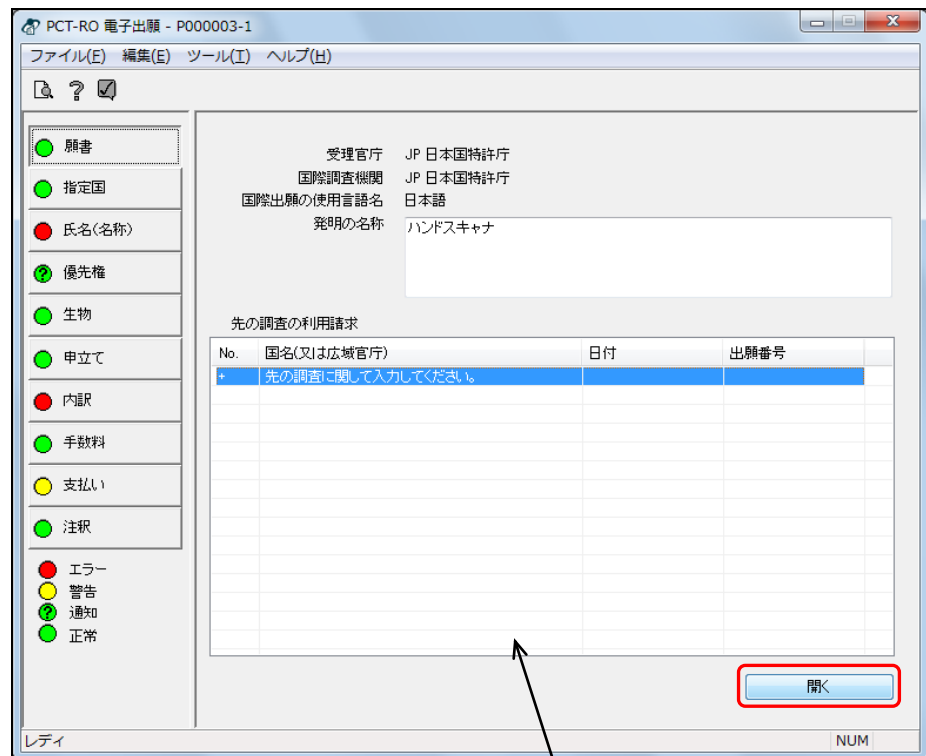 PCT-RO 電子出願 - P000003-1
ファイル(F) 編集(E) ツール(T) ヘルプ(H)
願書
指定国
氏名(名称)
優先権
生物
申立て
内訳
手数料
支払い
注釈
エラー
警告
通知
正常
受理官庁 JP 日本国特許庁
国際調査機関 JP 日本国特許庁
国際出願の使用言語名 日本語
発明の名称 ハンドスキャナ
先の調査の利用請求
No. 国名(又は広域官庁) 日付 出願番号
+ 先の調査に関して入力してください。
開く
レディ NUM